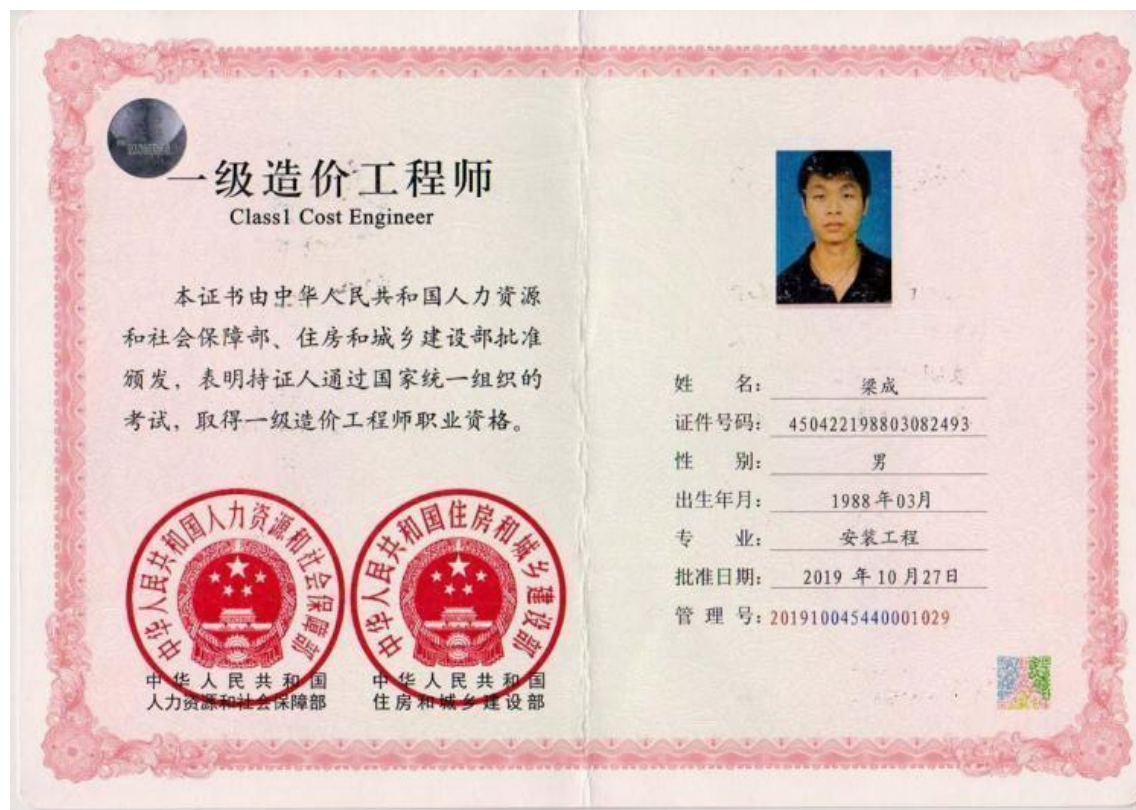 一级造价工程师
Class1 Cost Engineer
本证书由中华人民共和国人力资源
和社会保障部、住房和城乡建设部批准
颁发，表明持证人通过国家统一组织的
考试，取得一级造价工程师职业资格。
中华人民共和国人力资源和社会保障部
中华人民共和国住房和城乡建设部
中华人民共和国
人力资源和社会保障部
中华人民共和国
住房和城乡建设部
姓 名：梁成
证件号码：450422198803082493
性 别：男
出生年月：1988年03月
专 业：安装工程
批准日期：2019 年 10 月27日
管 理 号：201910045440001029